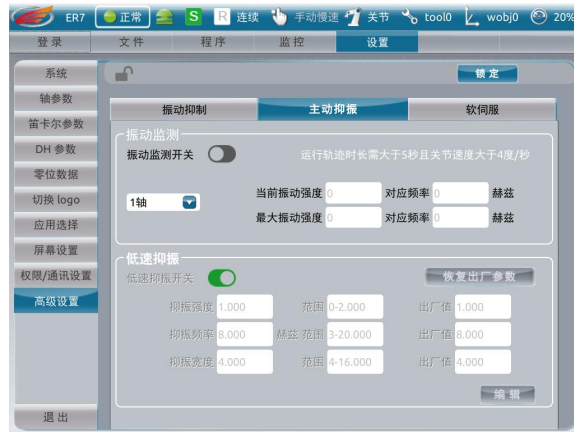 ER7 正常 S R 连续 手动慢速 关节 tool0 wobj0 20%
登录 文件 程序 监控 设置
系统
锁定
轴参数
振动抑制 主动抑振 软伺服
笛卡尔参数
振动监测
DH 参数
振动监测开关 运行轨迹时长需大于5秒且关节速度大于4度/秒
零位数据
切换 logo
1轴 当前振动强度 0 对应频率 0 赫兹
应用选择
最大振动强度 0 对应频率 0 赫兹
屏幕设置
低速抑振
权限/通讯设置
低速抑振开关 恢复出厂参数
高级设置
抑振强度 1.000 范围 0-2.000 出厂值 1.000
抑振频率 8.000 赫兹 范围 3-20.000 出厂值 8.000
抑振宽度 4.000 范围 4-16.000 出厂值 4.000
编辑
退出